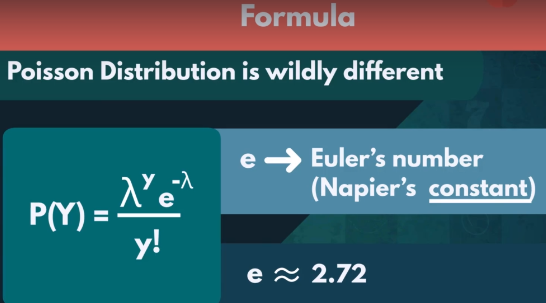 Formula
Poisson Distribution is wildly different
P(Y) = λ^y e^-λ / y!
e → Euler's number
(Napier's constant)
e ≈ 2.72